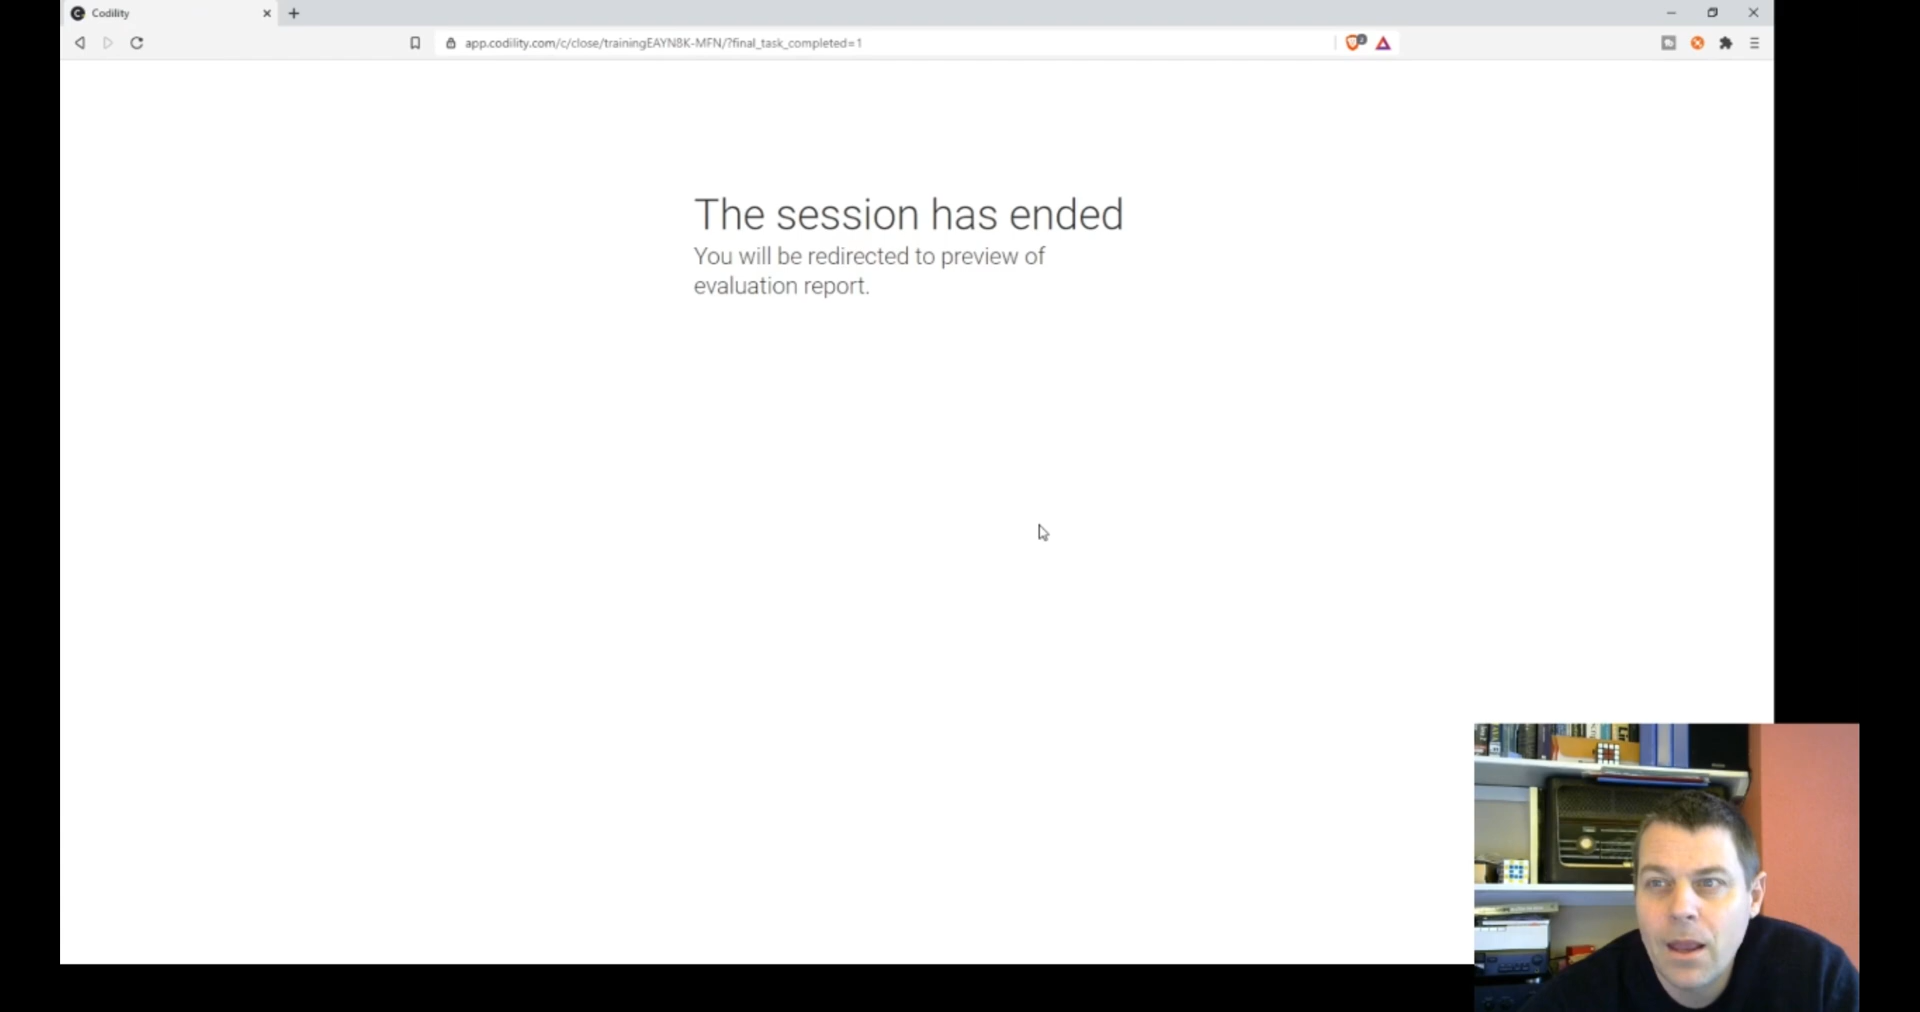 Codility
app.codility.com/c/close/trainingEAYN8K-MFN/?final_task_completed=1
The session has ended
You will be redirected to preview of
evaluation report.